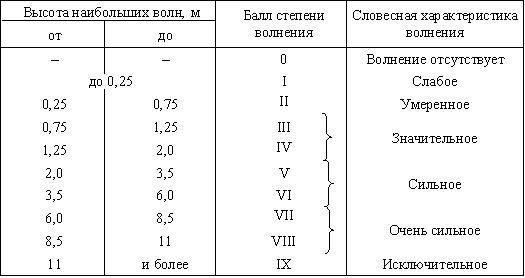 Высота наибольших волн, м Балл степени волнения Словесная характеристика волнения
от до
– – 0 Волнение отсутствует
до 0,25 I Слабое
0,25 0,75 II Умеренное
0,75 1,25 III Значительное
1,25 2,0 IV
2,0 3,5 V Сильное
3,5 6,0 VI
6,0 8,5 VII Очень сильное
8,5 11 VIII
11 и более IX Исключительное